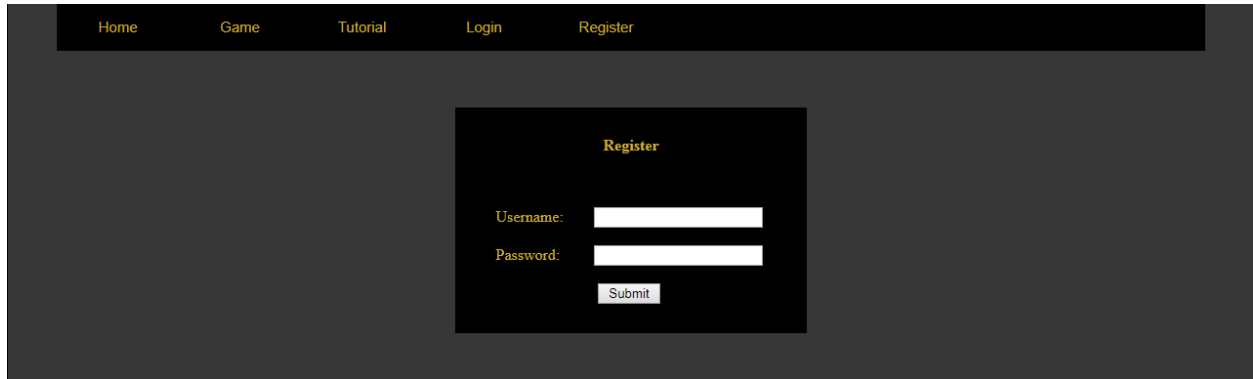 Home Game Tutorial Login Register
Register
Username:
Password:
Submit